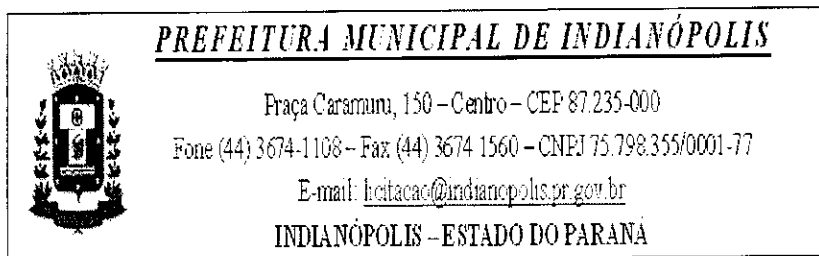 PREFEITURA MUNICIPAL DE INDIANÓPOLIS
Praça Caramuru, 150 – Centro – CEP 87.235-000
Fone (44) 3674-1108 – Fax (44) 3674 1560 – CNPJ 75.798.355/0001-77
E-mail: licitacao@indianopolis.pr.gov.br
INDIANÓPOLIS – ESTADO DO PARANÁ